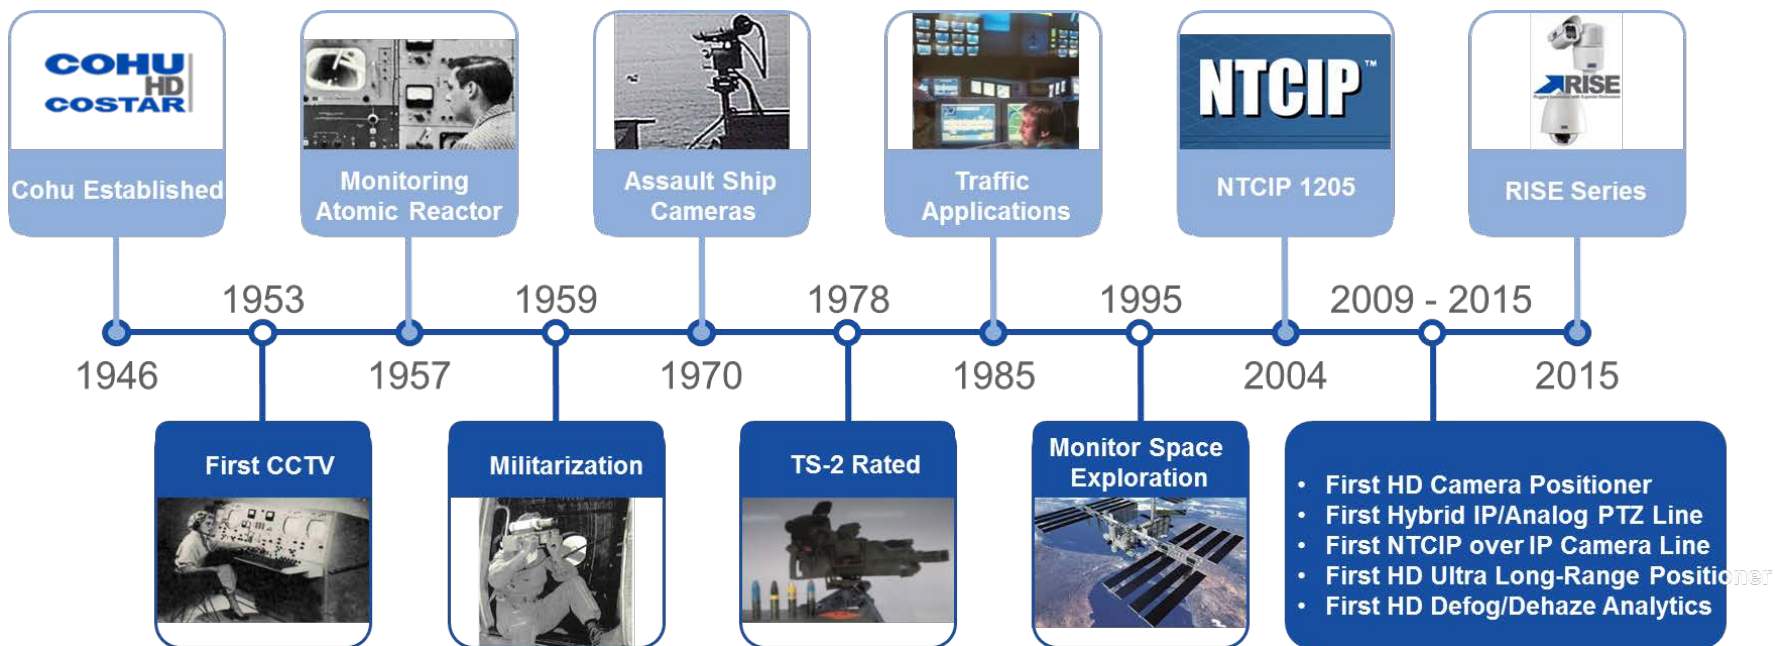 COHU
HD
COSTAR
Cohu Established
Monitoring
Atomic Reactor
Assault Ship
Cameras
Traffic
Applications
NTCIP™
NTCIP 1205
RISE
RISE Series
1953
1959
1978
1995
2009 - 2015
1946
1957
1970
1985
2004
2015
First CCTV
Militarization
TS-2 Rated
Monitor Space
Exploration
• First HD Camera Positioner
• First Hybrid IP/Analog PTZ Line
• First NTCIP over IP Camera Line
• First HD Ultra Long-Range Positioner
• First HD Defog/Dehaze Analytics